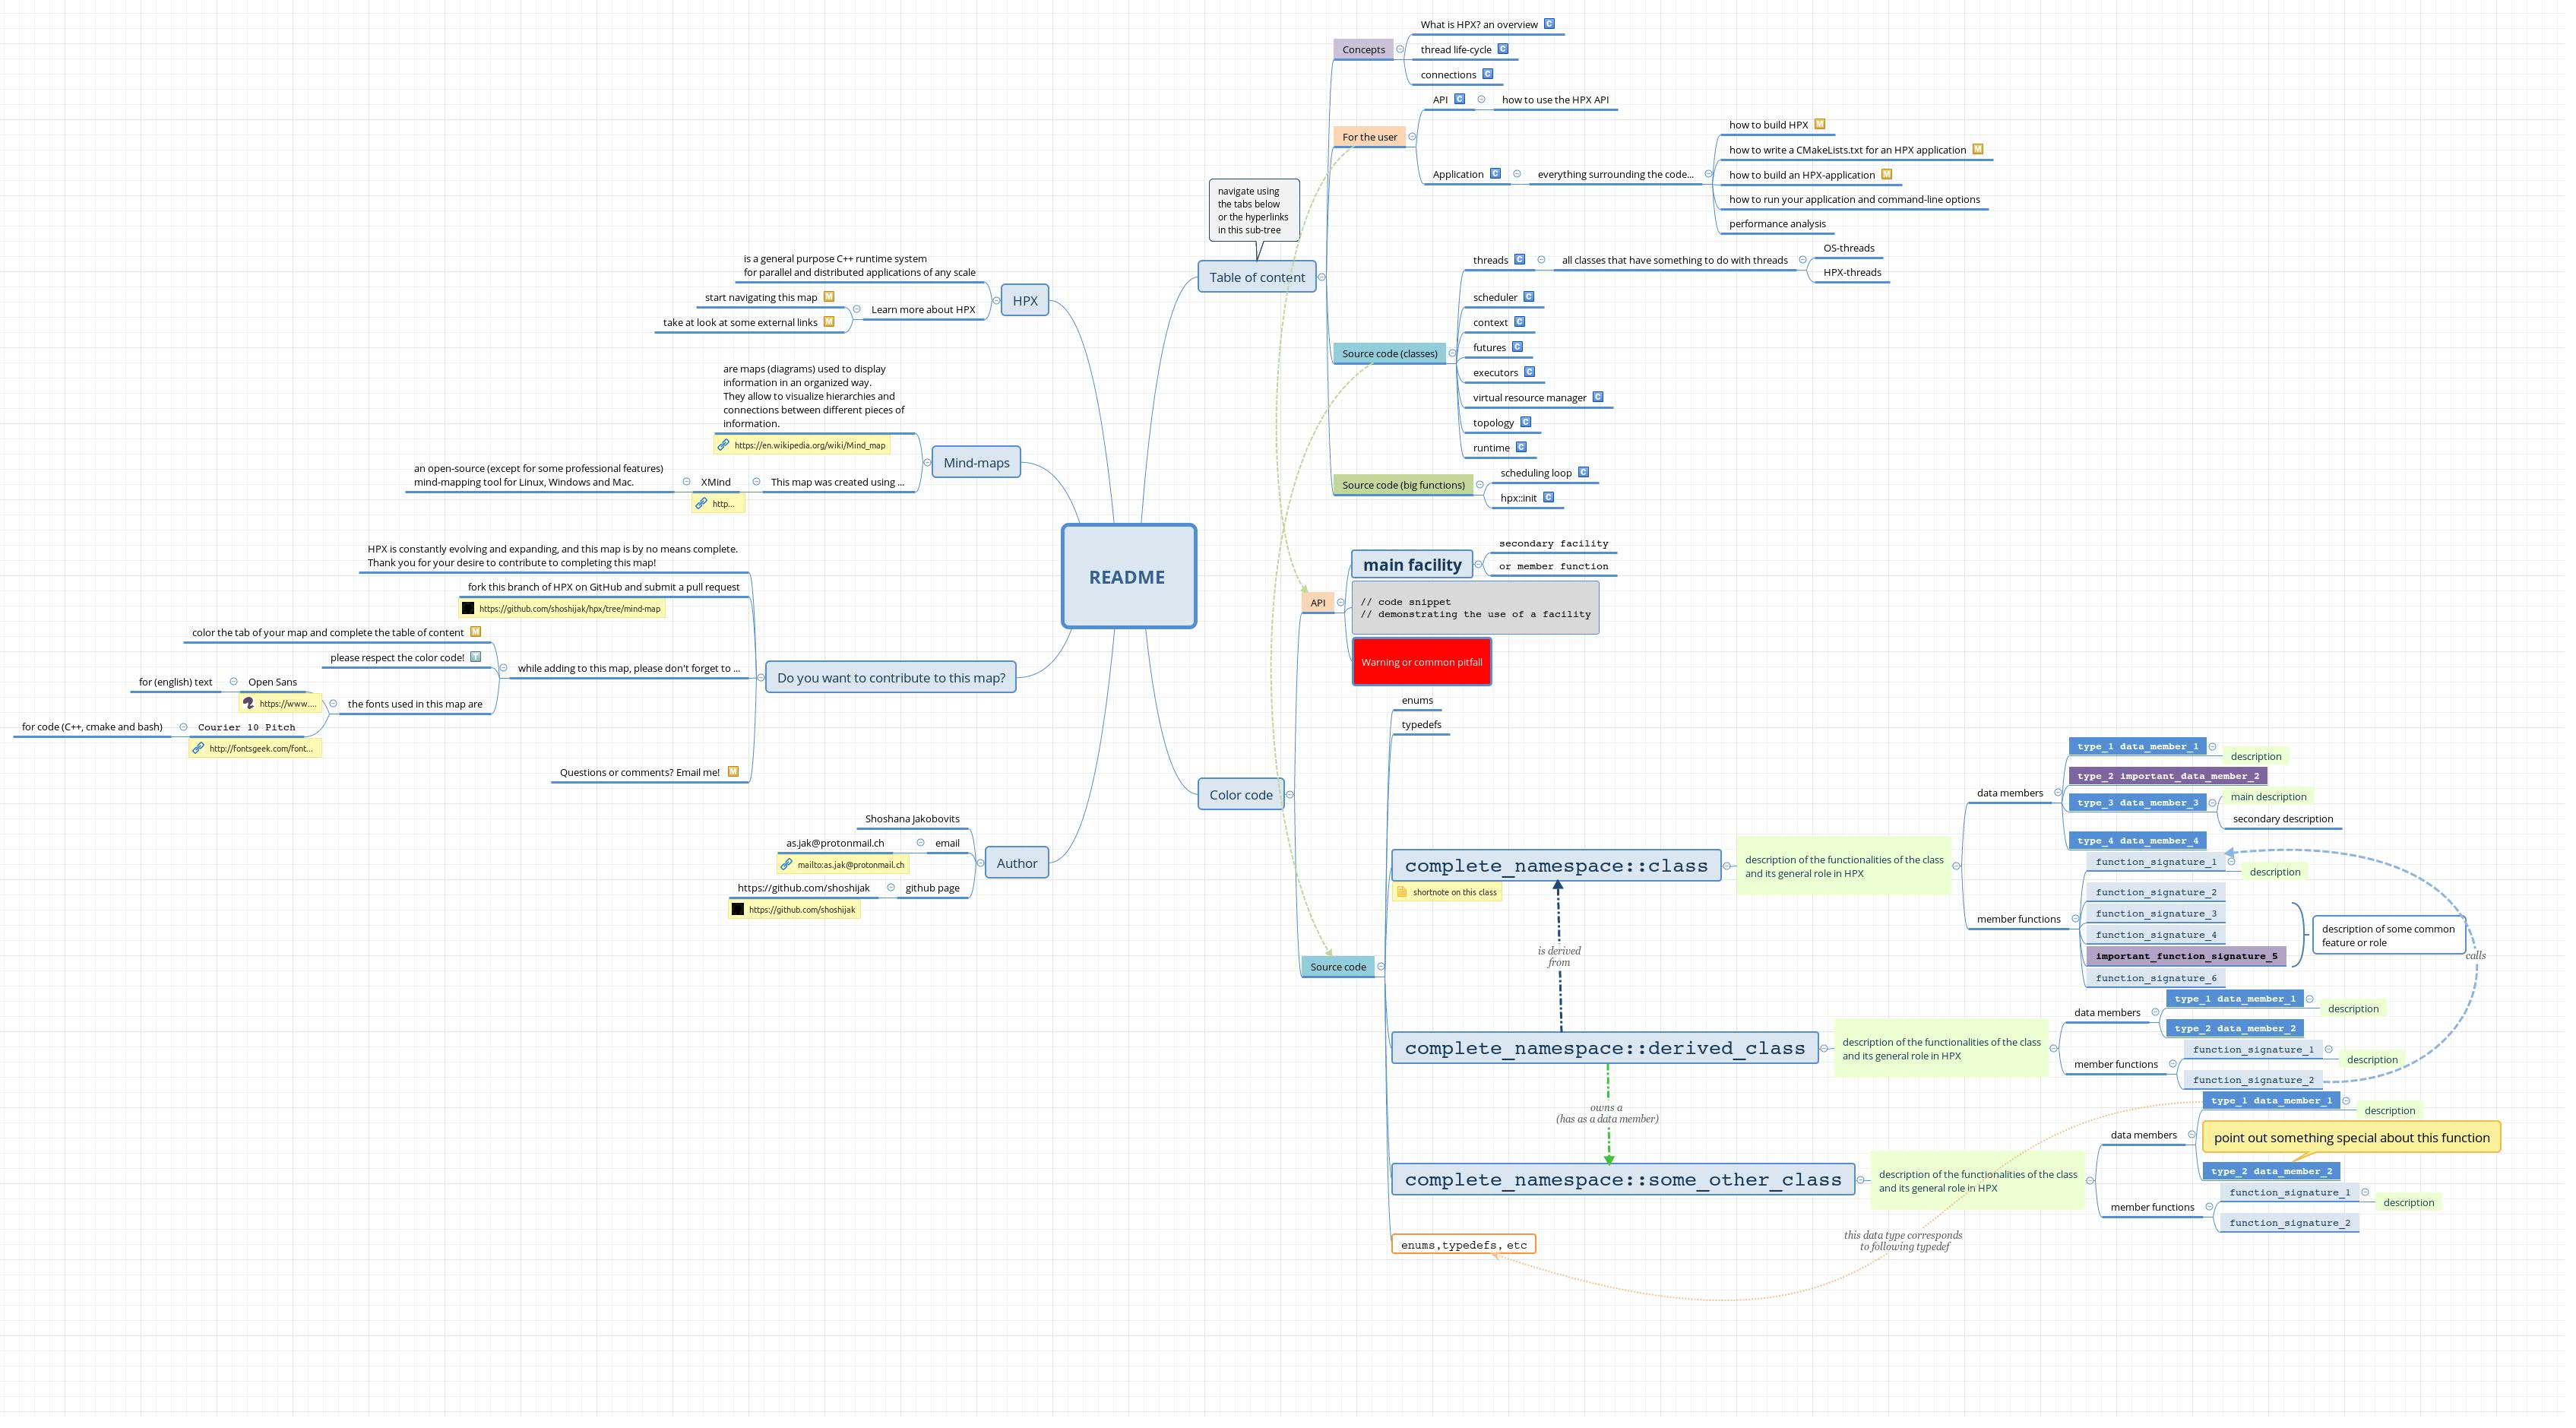 README
HPX
is a general purpose C++ runtime system
for parallel and distributed applications of any scale
Learn more about HPX
start navigating this map
take at look at some external links
Mind-maps
are maps (diagrams) used to display
information in an organized way.
They allow to visualize hierarchies and
connections between different pieces of
information.
https://en.wikipedia.org/wiki/Mind_map
This map was created using ...
XMind
http...
an open-source (except for some professional features)
mind-mapping tool for Linux, Windows and Mac.
Do you want to contribute to this map?
HPX is constantly evolving and expanding, and this map is by no means complete.
Thank you for your desire to contribute to completing this map!
fork this branch of HPX on GitHub and submit a pull request
https://github.com/shoshijak/hpx/tree/mind-map
while adding to this map, please don't forget to ...
color the tab of your map and complete the table of content
please respect the color code!
the fonts used in this map are
Open Sans
https://www....
for (english) text
Courier 10 Pitch
http://fontsgeek.com/font...
for code (C++, cmake and bash)
Questions or comments? Email me!
Author
Shoshana Jakobovits
email
as.jak@protonmail.ch
mailto:as.jak@protonmail.ch
github page
https://github.com/shoshijak
https://github.com/shoshijak
navigate using
the tabs below
or the hyperlinks
in this sub-tree
Table of content
Concepts
What is HPX? an overview
thread life-cycle
connections
For the user
API
how to use the HPX API
Application
everything surrounding the code...
how to build HPX
how to write a CMakeLists.txt for an HPX application
how to build an HPX-application
how to run your application and command-line options
performance analysis
Source code (classes)
threads
all classes that have something to do with threads
OS-threads
HPX-threads
scheduler
context
futures
executors
virtual resource manager
topology
runtime
Source code (big functions)
scheduling loop
hpx::init
Color code
API
main facility
secondary facility
or member function
// code snippet
// demonstrating the use of a facility
Warning or common pitfall
Source code
enums
typedefs
complete_namespace::class
shortnote on this class
description of the functionalities of the class
and its general role in HPX
data members
type_1 data_member_1
description
type_2 important_data_member_2
type_3 data_member_3
main description
secondary description
type_4 data_member_4
member functions
function_signature_1
description
function_signature_2
function_signature_3
function_signature_4
important_function_signature_5
function_signature_6
description of some common
feature or role
calls
is derived
from
complete_namespace::derived_class
description of the functionalities of the class
and its general role in HPX
data members
type_1 data_member_1
description
type_2 data_member_2
member functions
function_signature_1
description
function_signature_2
owns a
(has as a data member)
complete_namespace::some_other_class
description of the functionalities of the class
and its general role in HPX
data members
type_1 data_member_1
description
point out something special about this function
type_2 data_member_2
member functions
function_signature_1
description
function_signature_2
this data type corresponds
to following typedef
enums,typedefs, etc